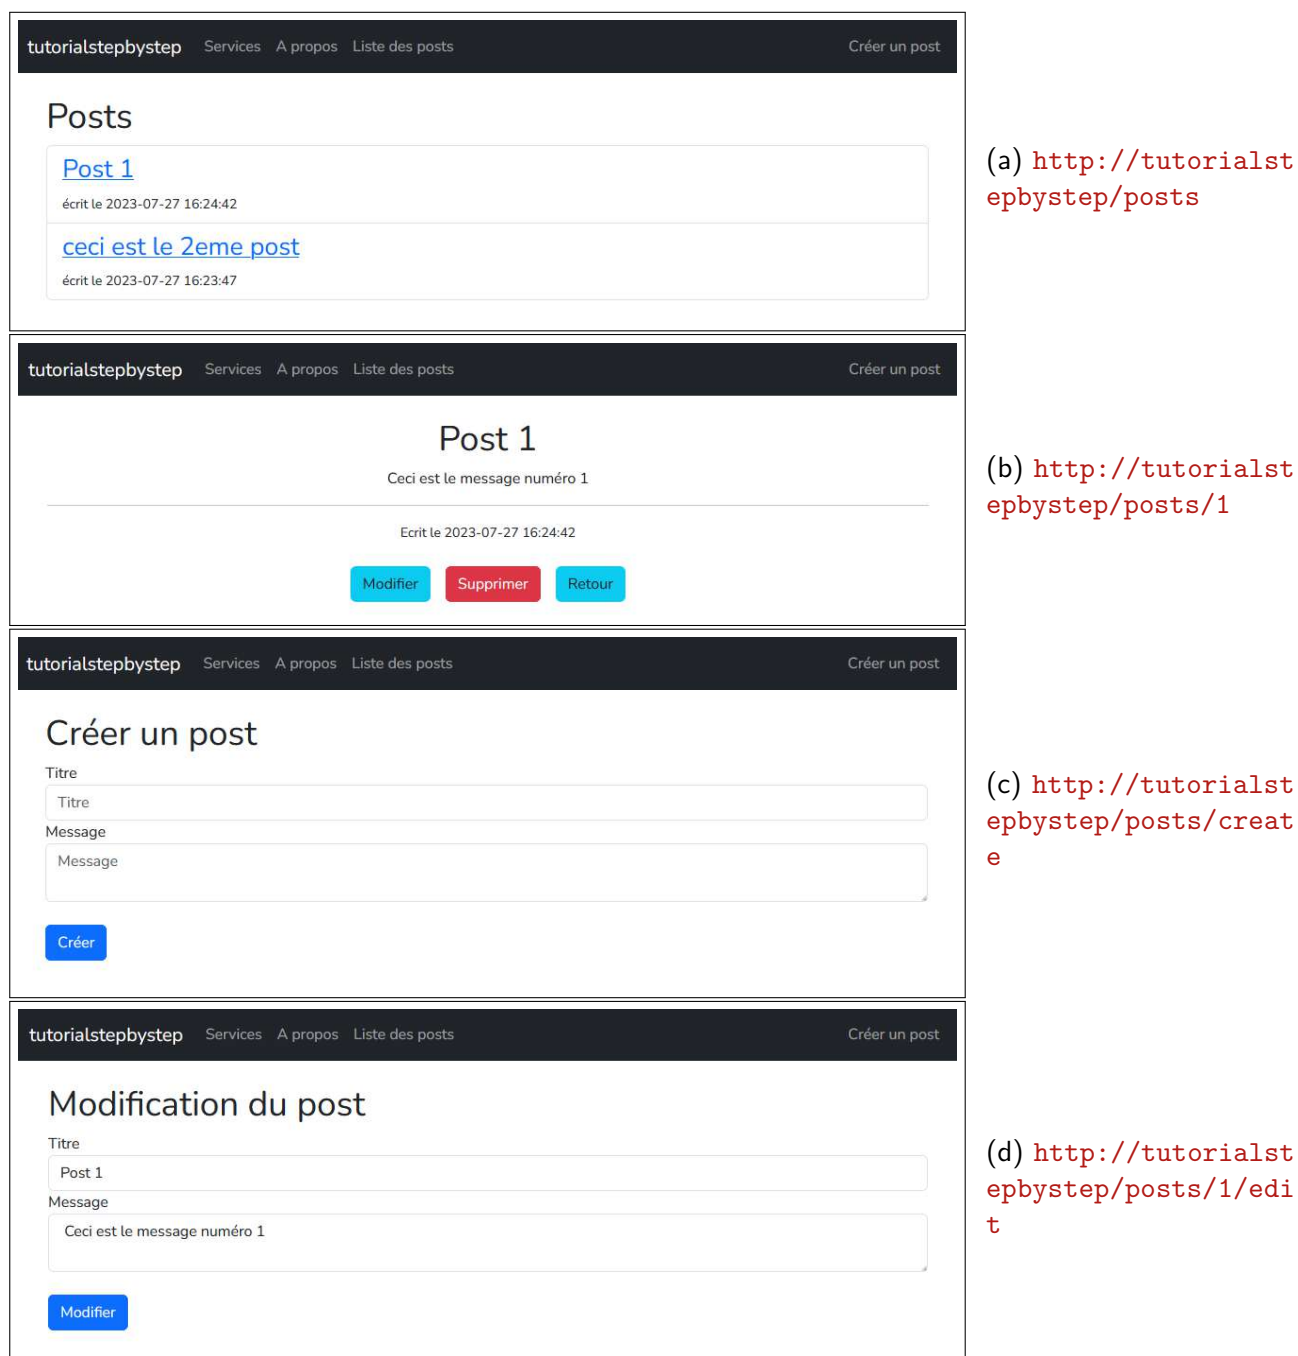 tutorialstepbystep Services A propos Liste des posts Créer un post
Posts
Post 1
écrit le 2023-07-27 16:24:42
ceci est le 2eme post
écrit le 2023-07-27 16:23:47
(a) http://tutorialst
epbystep/posts
tutorialstepbystep Services A propos Liste des posts Créer un post
Post 1
Ceci est le message numéro 1
Ecrit le 2023-07-27 16:24:42
Modifier Supprimer Retour
(b) http://tutorialst
epbystep/posts/1
tutorialstepbystep Services A propos Liste des posts Créer un post
Créer un post
Titre
Titre
Message
Message
Créer
(c) http://tutorialst
epbystep/posts/creat
e
tutorialstepbystep Services A propos Liste des posts Créer un post
Modification du post
Titre
Post 1
Message
Ceci est le message numéro 1
Modifier
(d) http://tutorialst
epbystep/posts/1/edi
t